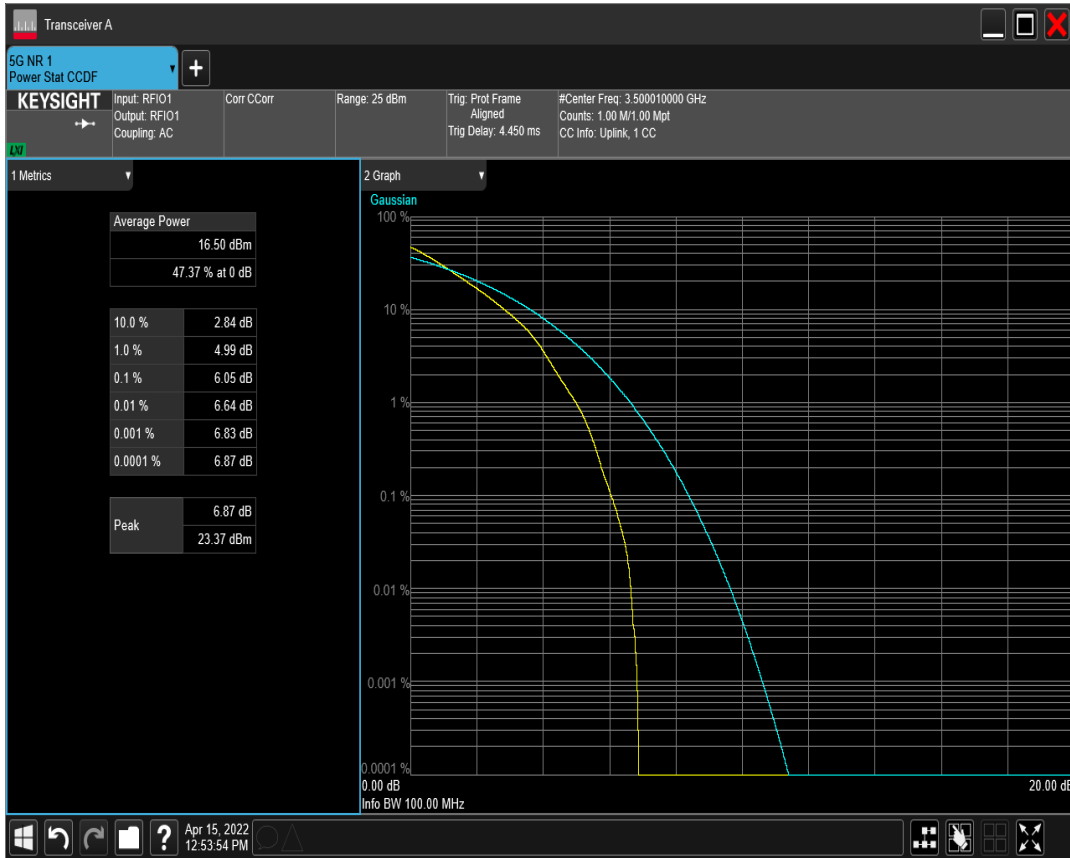 Transceiver A
5G NR 1
Power Stat CCDF
KEYSIGHT
LXI
Input: RFIO1
Output: RFIO1
Coupling: AC
Corr CCorr
Range: 25 dBm
Trig: Prot Frame
Aligned
Trig Delay: 4.450 ms
#Center Freq: 3.500010000 GHz
Counts: 1.00 M/1.00 Mpt
CC Info: Uplink, 1 CC
1 Metrics
Average Power
16.50 dBm
47.37 % at 0 dB
10.0 % 2.84 dB
1.0 % 4.99 dB
0.1 % 6.05 dB
0.01 % 6.64 dB
0.001 % 6.83 dB
0.0001 % 6.87 dB
Peak 6.87 dB
23.37 dBm
2 Graph
Gaussian
100 %
10 %
1 %
0.1 %
0.01 %
0.001 %
0.0001 %
0.00 dB 20.00 dB
Info BW 100.00 MHz
? Apr 15, 2022
12:53:54 PM